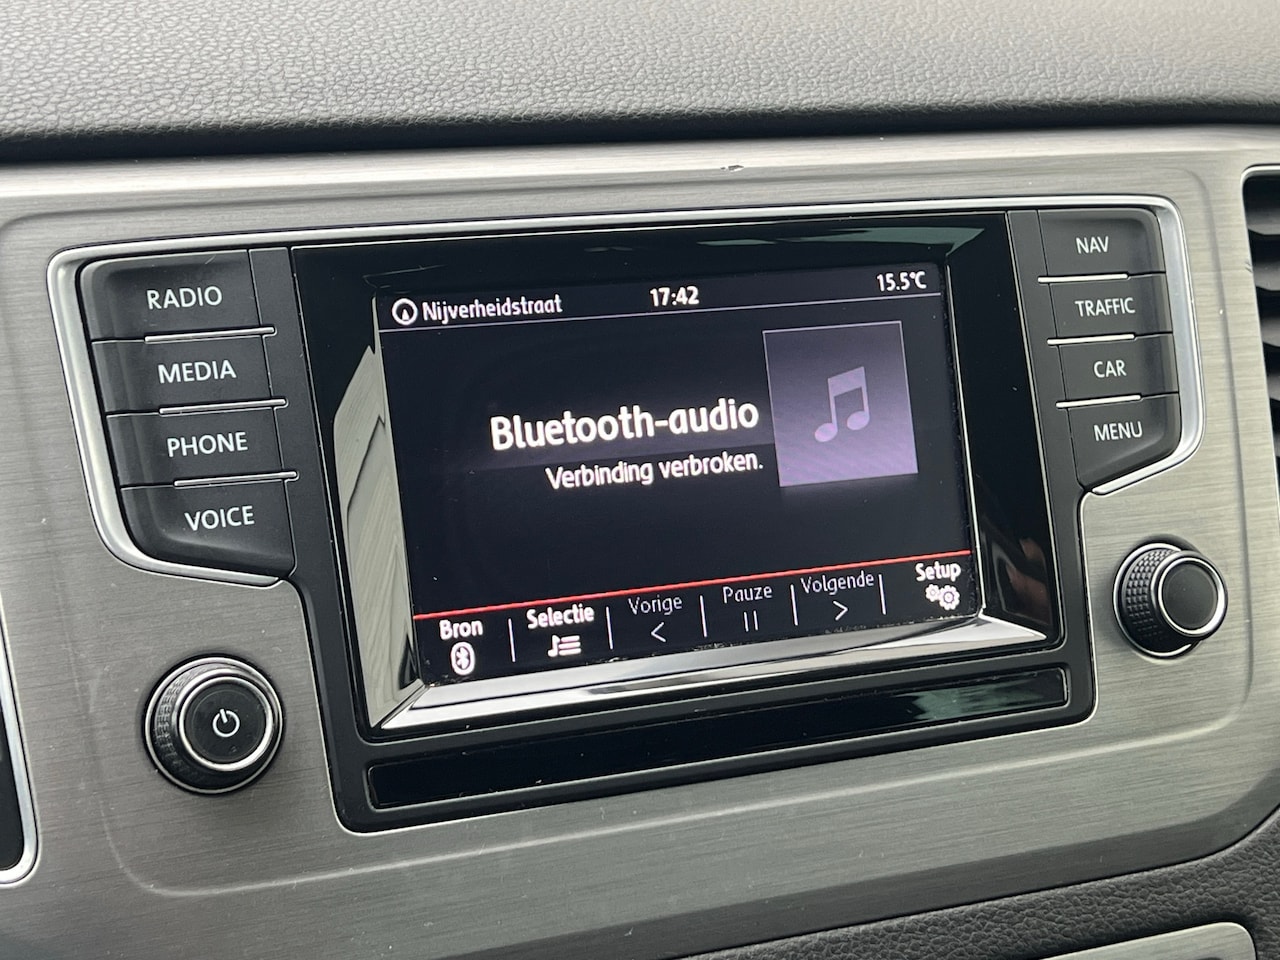 RADIO
MEDIA
PHONE
VOICE
Nijverheidstraat 17:42 15.5°C
Bluetooth-audio
Verbinding verbroken.
Bron Selectie Vorige Pauze Volgende Setup
NAV
TRAFFIC
CAR
MENU